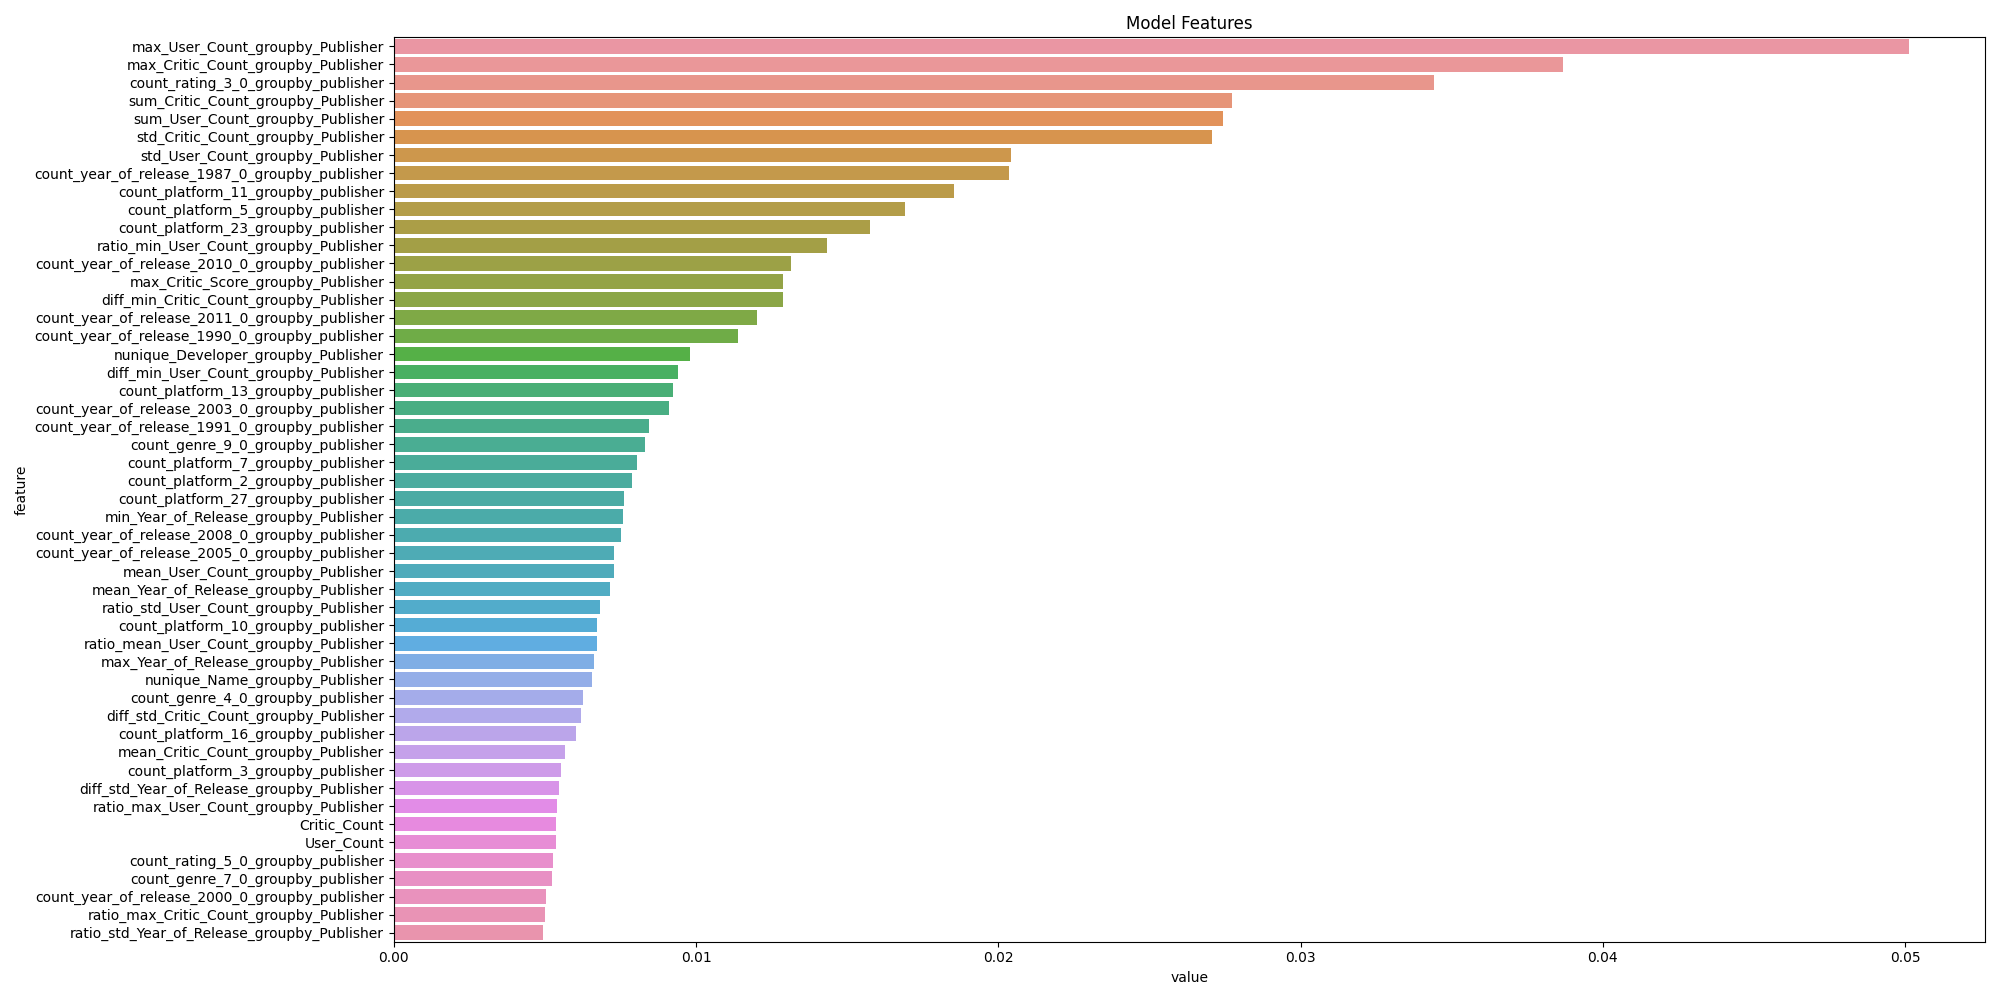 Model Features
feature
max_User_Count_groupby_Publisher
max_Critic_Count_groupby_Publisher
count_rating_3_0_groupby_publisher
sum_Critic_Count_groupby_Publisher
sum_User_Count_groupby_Publisher
std_Critic_Count_groupby_Publisher
std_User_Count_groupby_Publisher
count_year_of_release_1987_0_groupby_publisher
count_platform_11_groupby_publisher
count_platform_5_groupby_publisher
count_platform_23_groupby_publisher
ratio_min_User_Count_groupby_Publisher
count_year_of_release_2010_0_groupby_publisher
max_Critic_Score_groupby_Publisher
diff_min_Critic_Count_groupby_Publisher
count_year_of_release_2011_0_groupby_publisher
count_year_of_release_1990_0_groupby_publisher
nunique_Developer_groupby_Publisher
diff_min_User_Count_groupby_Publisher
count_platform_13_groupby_publisher
count_year_of_release_2003_0_groupby_publisher
count_year_of_release_1991_0_groupby_publisher
count_genre_9_0_groupby_publisher
count_platform_7_groupby_publisher
count_platform_2_groupby_publisher
count_platform_27_groupby_publisher
min_Year_of_Release_groupby_Publisher
count_year_of_release_2008_0_groupby_publisher
count_year_of_release_2005_0_groupby_publisher
mean_User_Count_groupby_Publisher
mean_Year_of_Release_groupby_Publisher
ratio_std_User_Count_groupby_Publisher
count_platform_10_groupby_publisher
ratio_mean_User_Count_groupby_Publisher
max_Year_of_Release_groupby_Publisher
nunique_Name_groupby_Publisher
count_genre_4_0_groupby_publisher
diff_std_Critic_Count_groupby_Publisher
count_platform_16_groupby_publisher
mean_Critic_Count_groupby_Publisher
count_platform_3_groupby_publisher
diff_std_Year_of_Release_groupby_Publisher
ratio_max_User_Count_groupby_Publisher
Critic_Count
User_Count
count_rating_5_0_groupby_publisher
count_genre_7_0_groupby_publisher
count_year_of_release_2000_0_groupby_publisher
ratio_max_Critic_Count_groupby_Publisher
ratio_std_Year_of_Release_groupby_Publisher
0.00 0.01 0.02 0.03 0.04 0.05
value